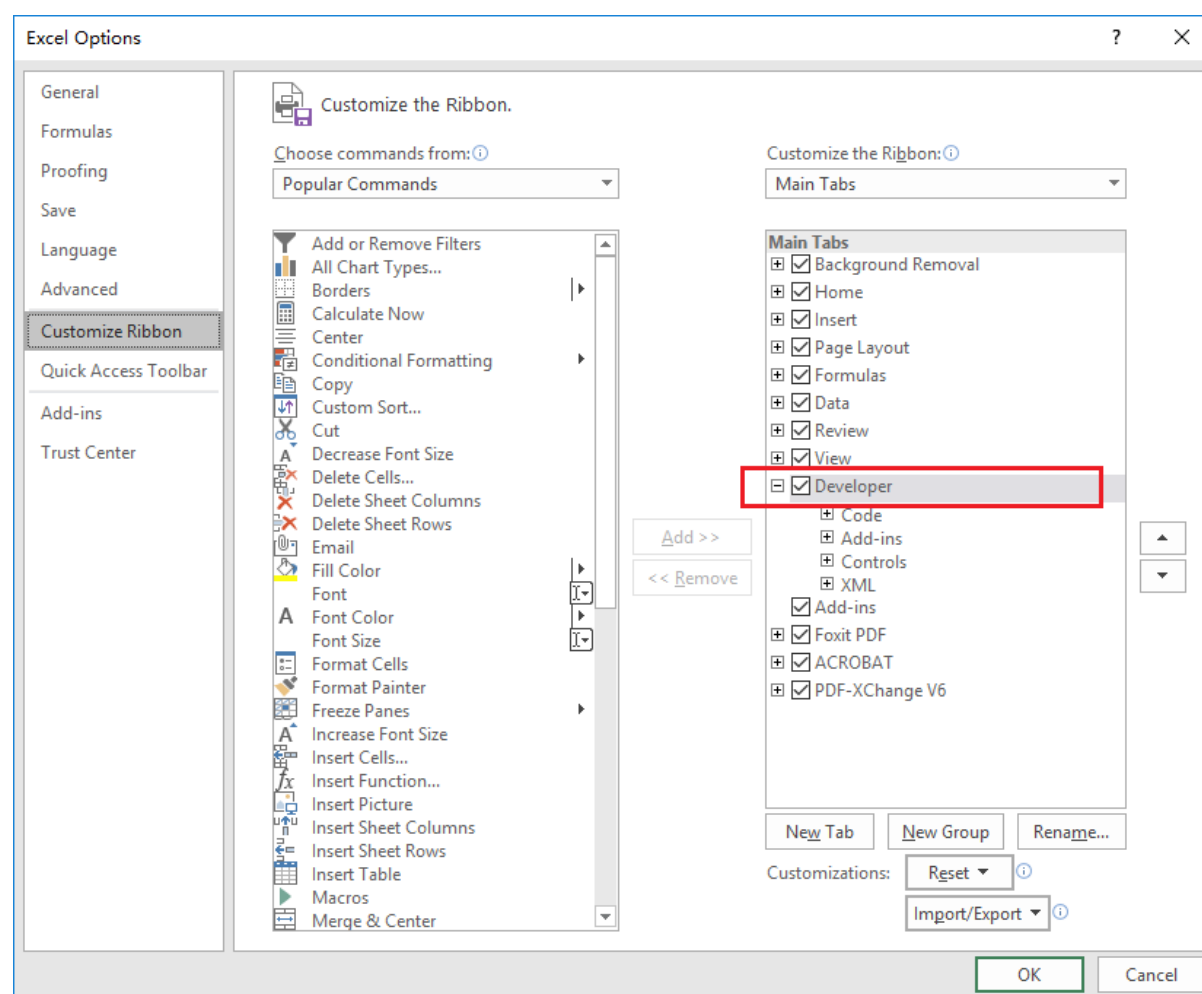 Excel Options
?
General
Formulas
Proofing
Save
Language
Advanced
Customize Ribbon
Quick Access Toolbar
Add-ins
Trust Center
Customize the Ribbon.
Choose commands from:
Popular Commands
Add or Remove Filters
All Chart Types...
Borders
Calculate Now
Center
Conditional Formatting
Copy
Custom Sort...
Cut
Decrease Font Size
Delete Cells...
Delete Sheet Columns
Delete Sheet Rows
Email
Fill Color
Font
Font Color
Font Size
Format Cells
Format Painter
Freeze Panes
Increase Font Size
Insert Cells...
Insert Function...
Insert Picture
Insert Sheet Columns
Insert Sheet Rows
Insert Table
Macros
Merge & Center
Add >>
<< Remove
Customize the Ribbon:
Main Tabs
Main Tabs
Background Removal
Home
Insert
Page Layout
Formulas
Data
Review
View
Developer
Code
Add-ins
Controls
XML
Add-ins
Foxit PDF
ACROBAT
PDF-XChange V6
New Tab
New Group
Rename...
Customizations:
Reset
Import/Export
OK
Cancel